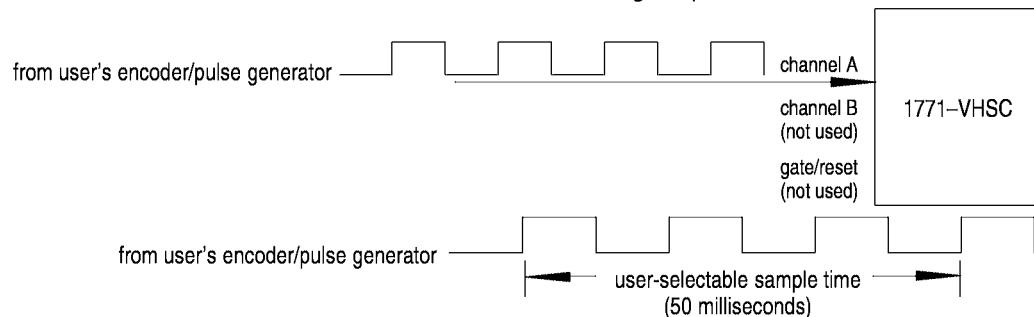 from user's encoder/pulse generator
channel A
channel B
(not used)
1771–VHSC
gate/reset
(not used)
from user's encoder/pulse generator
user-selectable sample time
(50 milliseconds)